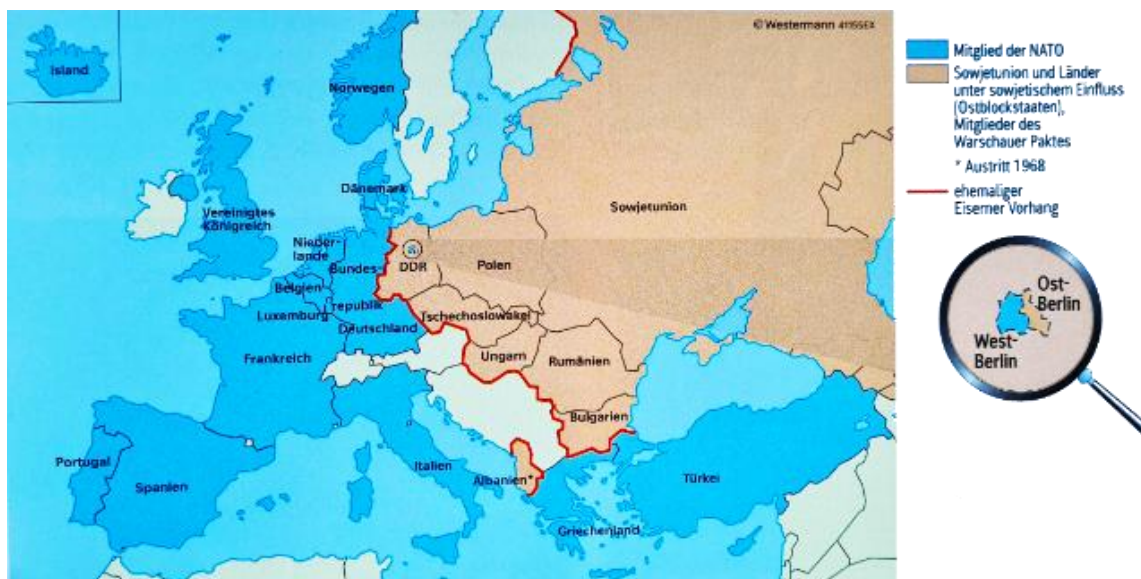 © Westermann 41155EX
Island
Norwegen
Dänemark
Vereinigtes
Königreich
Nieder-
lande
Belgien
Luxemburg
Bundes-
republik
Deutschland
DDR
Polen
Sowjetunion
Tschechoslowakei
Frankreich
Ungarn
Rumänien
Bulgarien
Portugal
Spanien
Italien
Albanien*
Griechenland
Türkei
Mitglied der NATO
Sowjetunion und Länder
unter sowjetischem Einfluss
(Ostblockstaaten),
Mitglieder des
Warschauer Paktes
* Austritt 1968
ehemaliger
Eiserner Vorhang
Ost-
Berlin
West-
Berlin